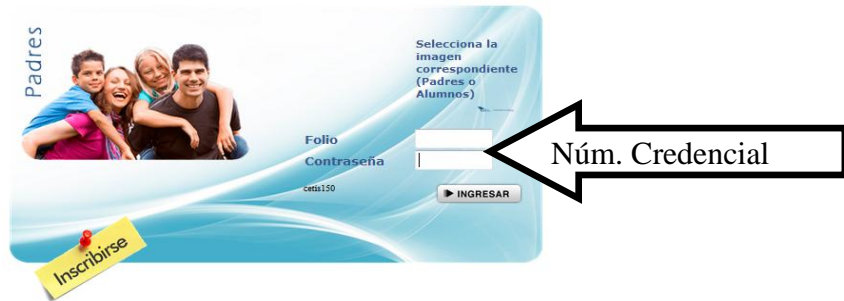 Padres
Selecciona la
imagen
correspondiente
(Padres o
Alumnos)
Folio
Contraseña
Núm. Credencial
cetis150
INGRESAR
Inscribirse